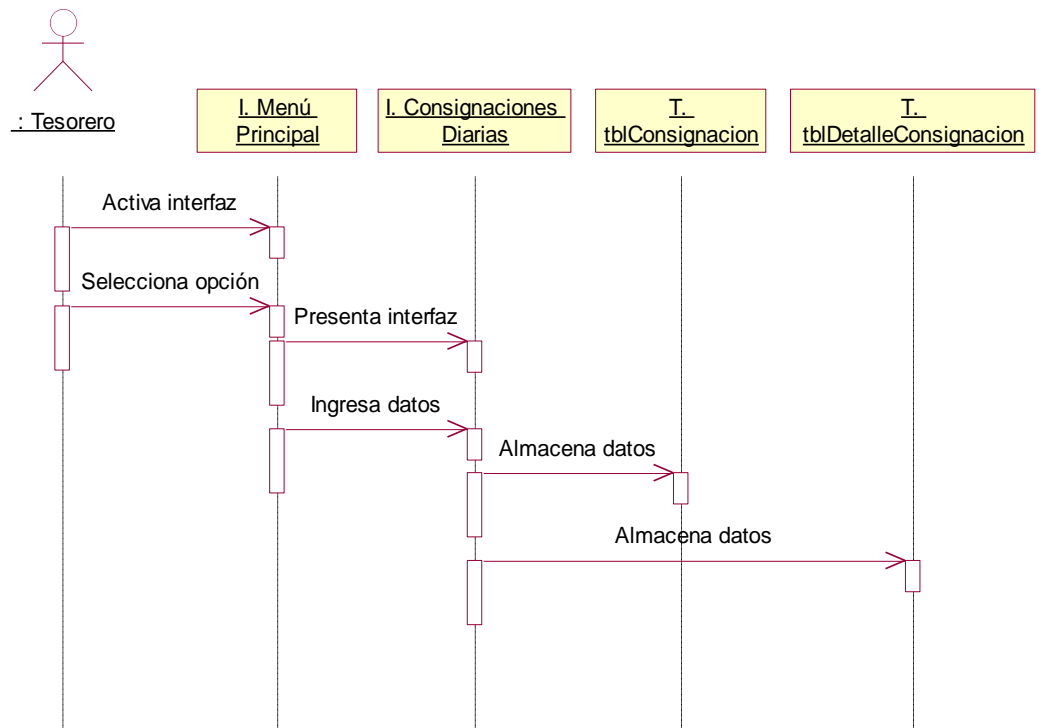 : Tesorero
I. Menú
Principal
I. Consignaciones
Diarias
T.
tblConsignacion
T.
tblDetalleConsignacion
Activa interfaz
Selecciona opción
Presenta interfaz
Ingresa datos
Almacena datos
Almacena datos